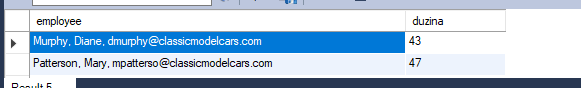 employee duzina
Murphy, Diane, dmurphy@classicmodelcars.com 43
Patterson, Mary, mpatterso@classicmodelcars.com 47
Result 5